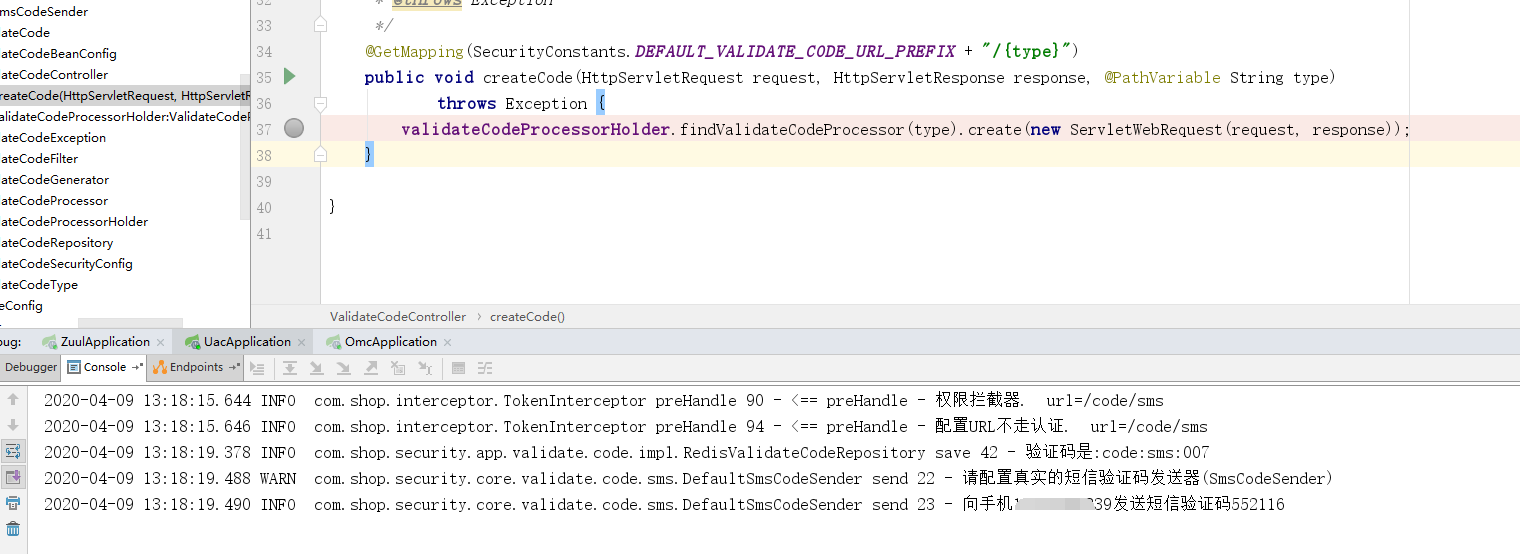 msCodeSender
ateCode
ateCodeBeanConfig
ateCodeController
reateCode(HttpServletRequest, HttpServletR
alidateCodeProcessorHolder:ValidateCodeP
ateCodeException
ateCodeFilter
ateCodeGenerator
ateCodeProcessor
ateCodeProcessorHolder
ateCodeRepository
ateCodeSecurityConfig
ateCodeType
eConfig
32 * @throws Exception
33 */
34 @GetMapping(SecurityConstants.DEFAULT_VALIDATE_CODE_URL_PREFIX + "/{type}")
35 public void createCode(HttpServletRequest request, HttpServletResponse response, @PathVariable String type)
36 throws Exception {
37 validateCodeProcessorHolder.findValidateCodeProcessor(type).create(new ServletWebRequest(request, response));
38 }
39
40 }
41
ValidateCodeController › createCode()
bug: ZuulApplication × UacApplication × OmcApplication ×
Debugger Console Endpoints
2020-04-09 13:18:15.644 INFO com.shop.interceptor.TokenInterceptor preHandle 90 - <== preHandle - 权限拦截器. url=/code/sms
2020-04-09 13:18:15.646 INFO com.shop.interceptor.TokenInterceptor preHandle 94 - <== preHandle - 配置URL不走认证. url=/code/sms
2020-04-09 13:18:19.378 INFO com.shop.security.app.validate.code.impl.RedisValidateCodeRepository save 42 - 验证码是:code:sms:007
2020-04-09 13:18:19.488 WARN com.shop.security.core.validate.code.sms.DefaultSmsCodeSender send 22 - 请配置真实的短信验证码发送器(SmsCodeSender)
2020-04-09 13:18:19.490 INFO com.shop.security.core.validate.code.sms.DefaultSmsCodeSender send 23 - 向手机1 39发送短信验证码552116